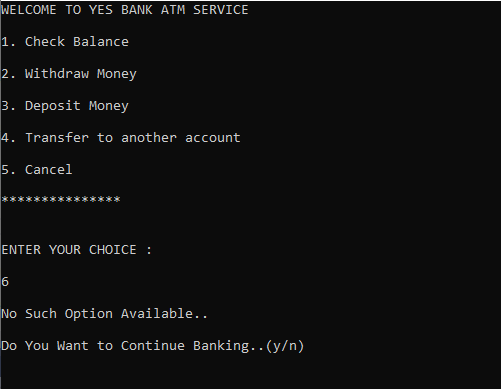 WELCOME TO YES BANK ATM SERVICE
1. Check Balance
2. Withdraw Money
3. Deposit Money
4. Transfer to another account
5. Cancel
***************
ENTER YOUR CHOICE :
6
No Such Option Available..
Do You Want to Continue Banking..(y/n)